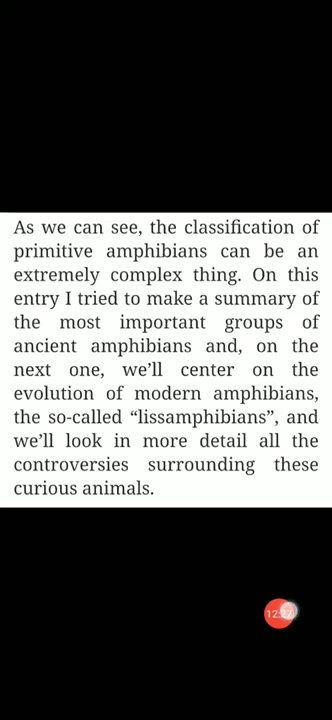 As we can see, the classification of
primitive amphibians can be an
extremely complex thing. On this
entry I tried to make a summary of
the most important groups of
ancient amphibians and, on the
next one, we’ll center on the
evolution of modern amphibians,
the so-called “lissamphibians”, and
we’ll look in more detail all the
controversies surrounding these
curious animals.